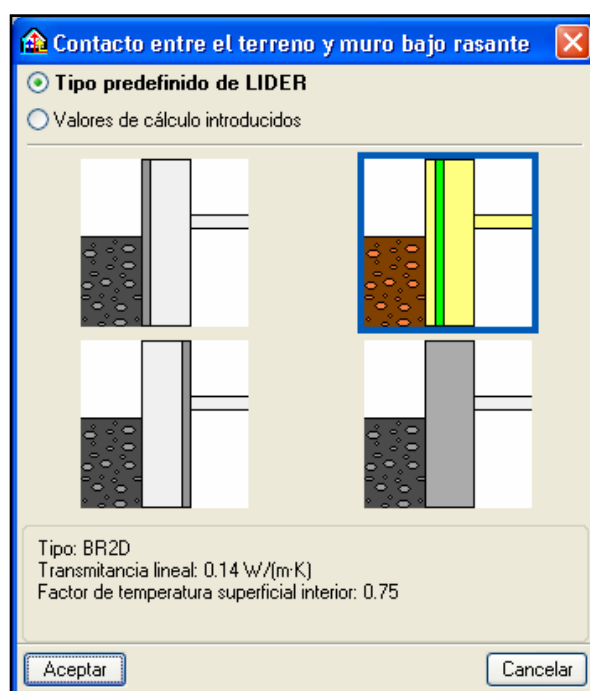 Contacto entre el terreno y muro bajo rasante
Tipo predefinido de LIDER
Valores de cálculo introducidos
Tipo: BR2D
Transmitancia lineal: 0.14 W/(m·K)
Factor de temperatura superficial interior: 0.75
Aceptar
Cancelar